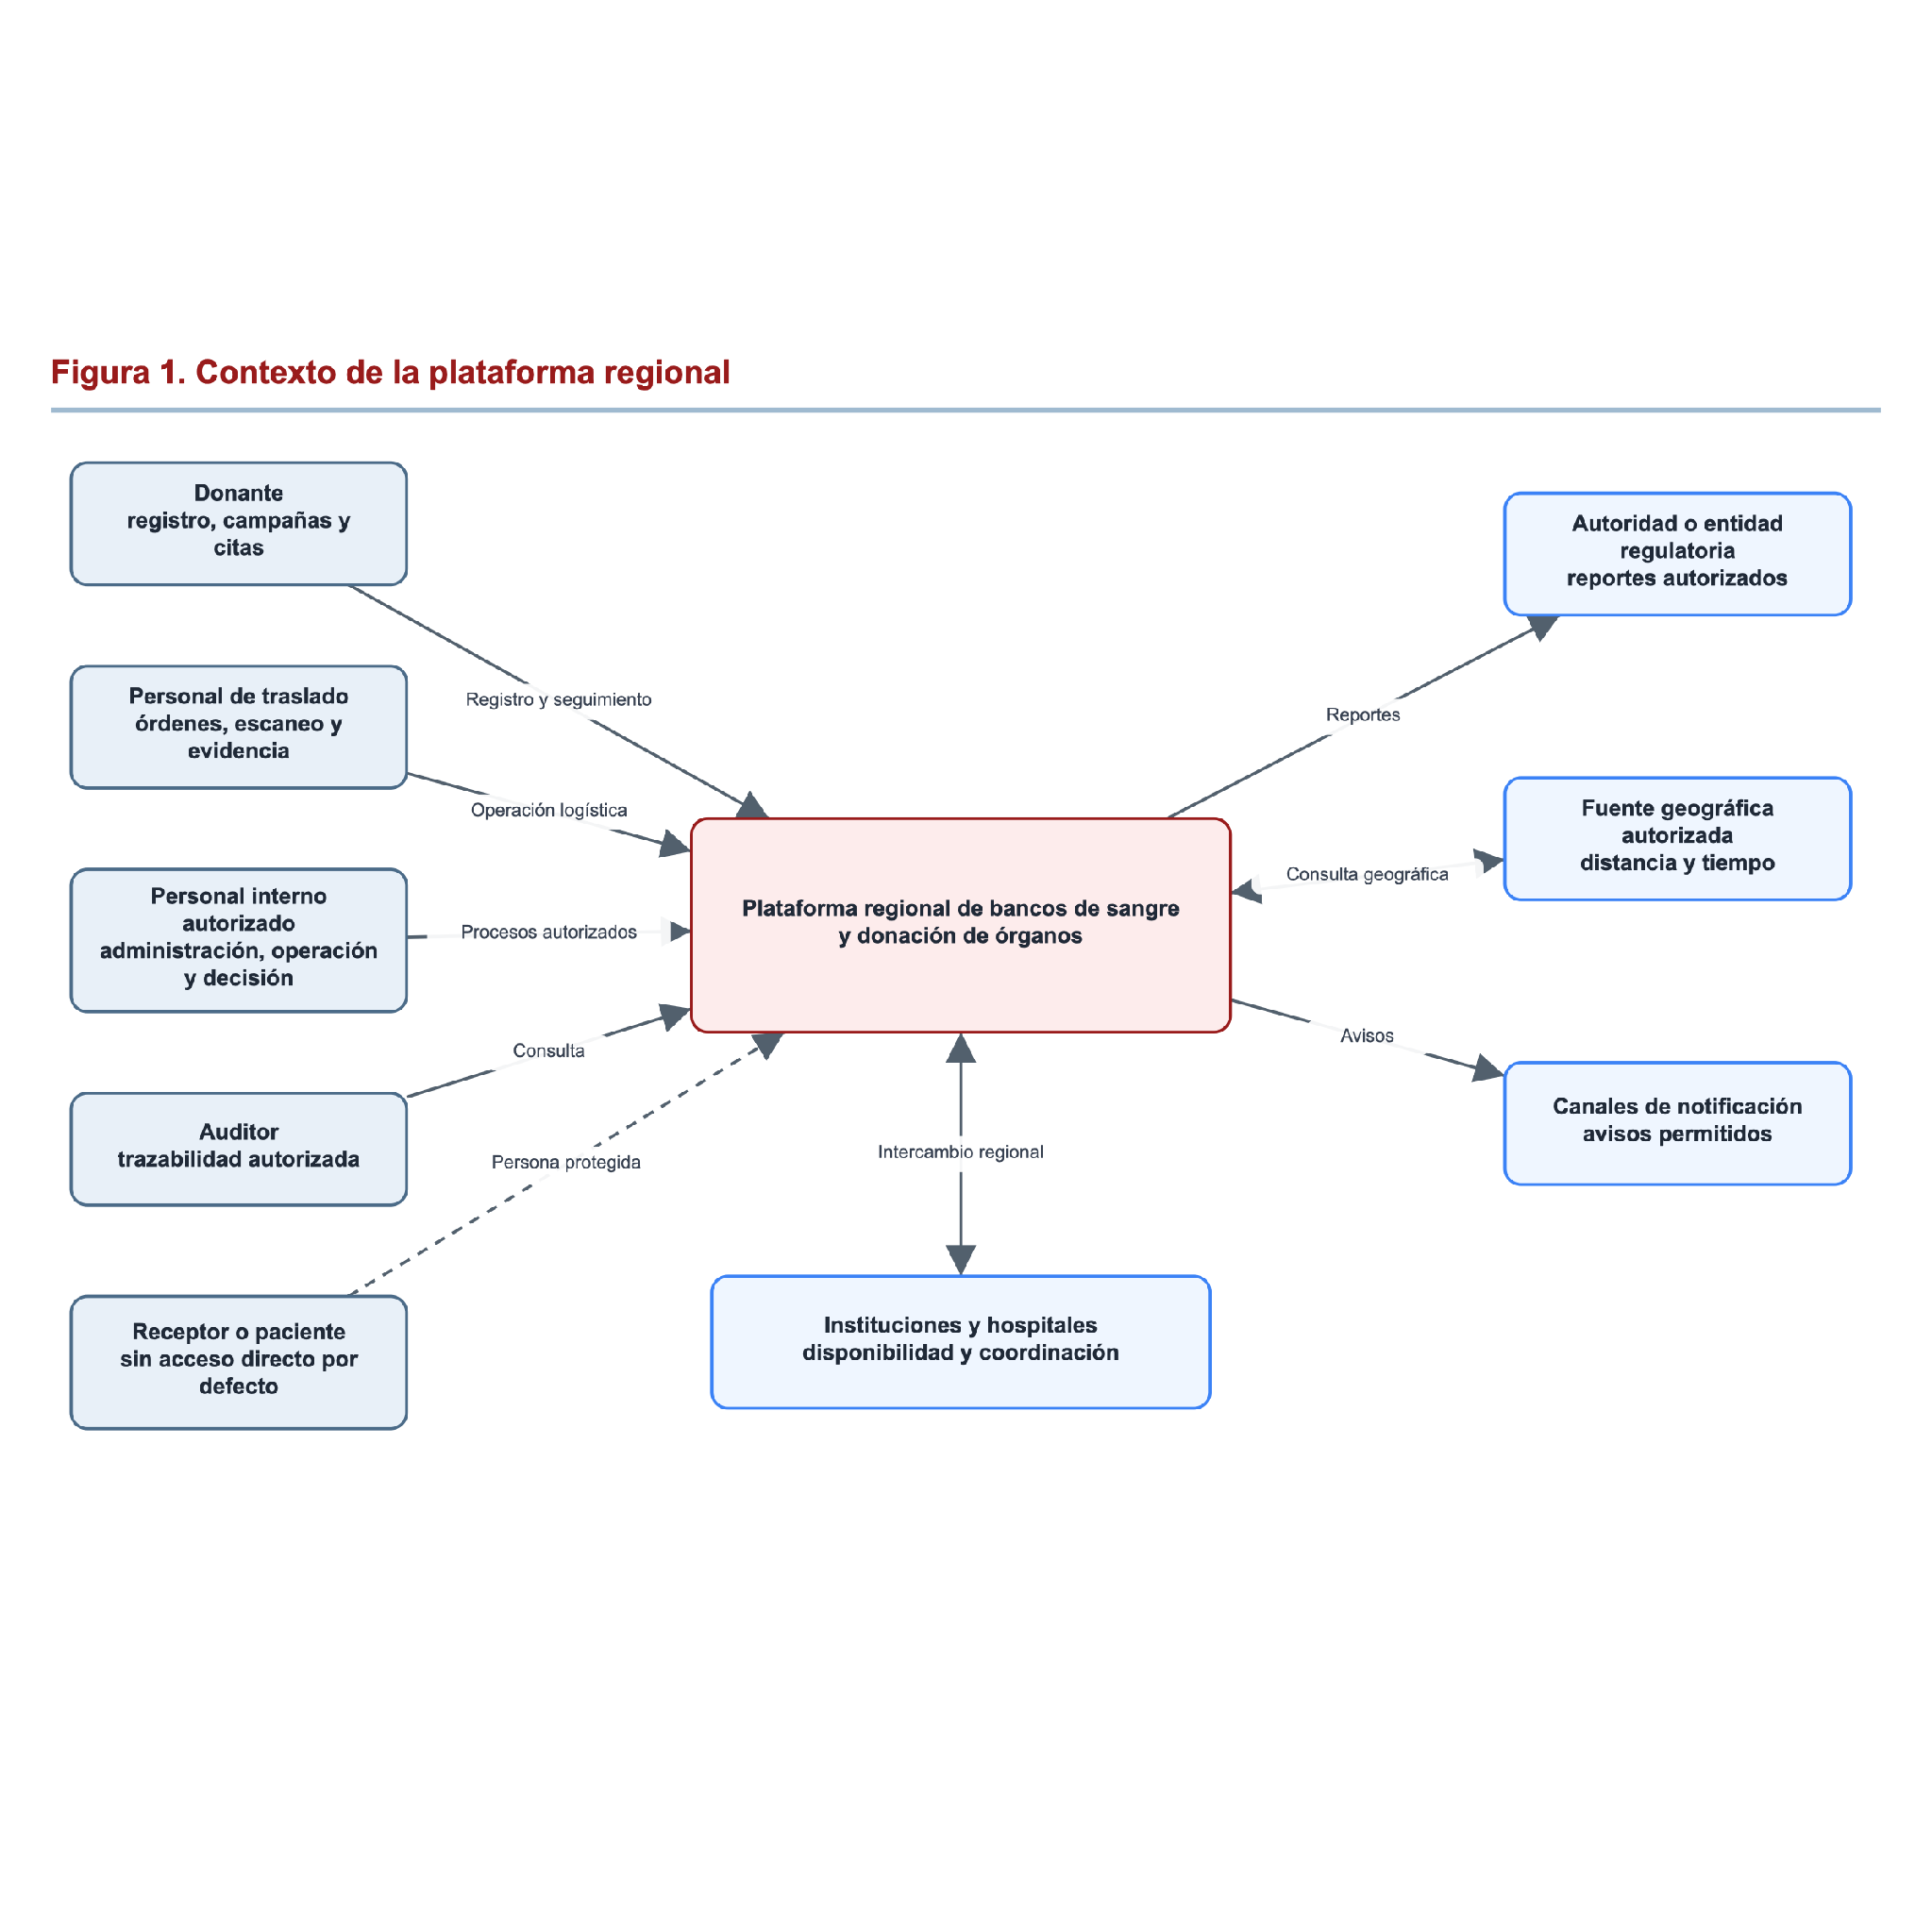 Figura 1. Contexto de la plataforma regional
Donante
registro, campañas y
citas
Personal de traslado
órdenes, escaneo y
evidencia
Personal interno
autorizado
administración, operación
y decisión
Auditor
trazabilidad autorizada
Receptor o paciente
sin acceso directo por
defecto
Registro y seguimiento
Operación logística
Procesos autorizados
Consulta
Persona protegida
Plataforma regional de bancos de sangre
y donación de órganos
Intercambio regional
Instituciones y hospitales
disponibilidad y coordinación
Reportes
Consulta geográfica
Avisos
Autoridad o entidad
regulatoria
reportes autorizados
Fuente geográfica
autorizada
distancia y tiempo
Canales de notificación
avisos permitidos